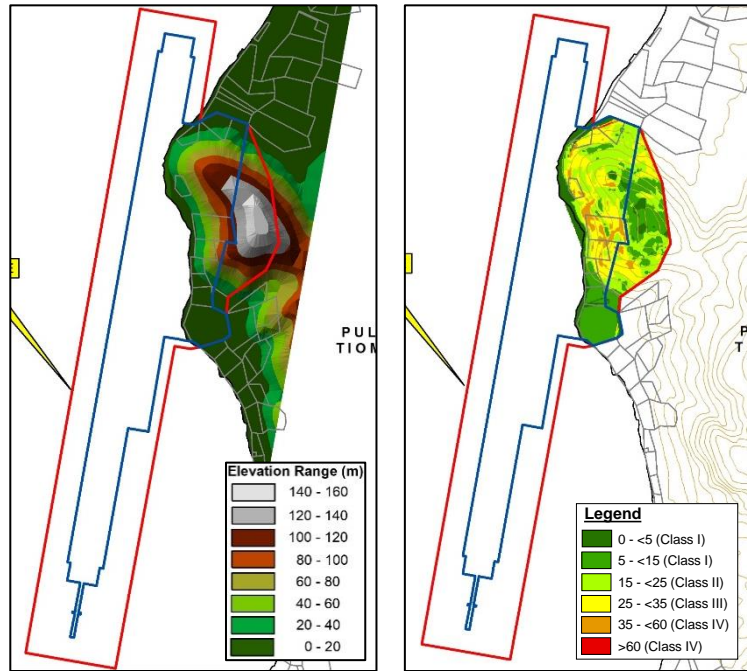 PUL
TIOM
Elevation Range (m)
140 - 160
120 - 140
100 - 120
80 - 100
60 - 80
40 - 60
20 - 40
0 - 20
P
T
Legend
0 - <5 (Class I)
5 - <15 (Class I)
15 - <25 (Class II)
25 - <35 (Class III)
35 - <60 (Class IV)
>60 (Class IV)